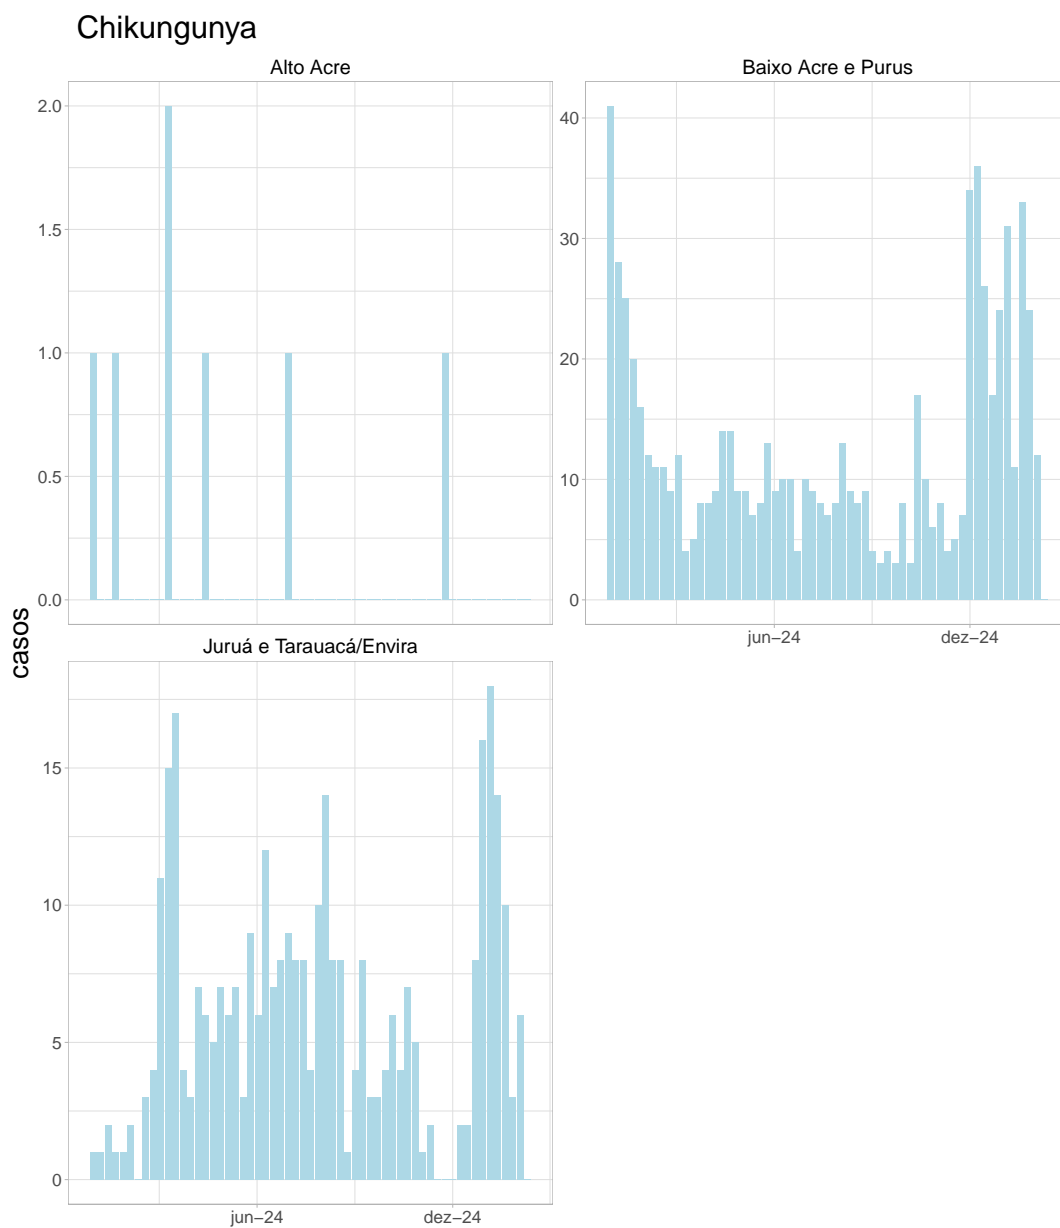 Chikungunya
Alto Acre
Baixo Acre e Purus
2.0
1.5
1.0
0.5
0.0
40
30
20
10
0
jun−24
dez−24
casos
Juruá e Tarauacá/Envira
15
10
5
0
jun−24
dez−24